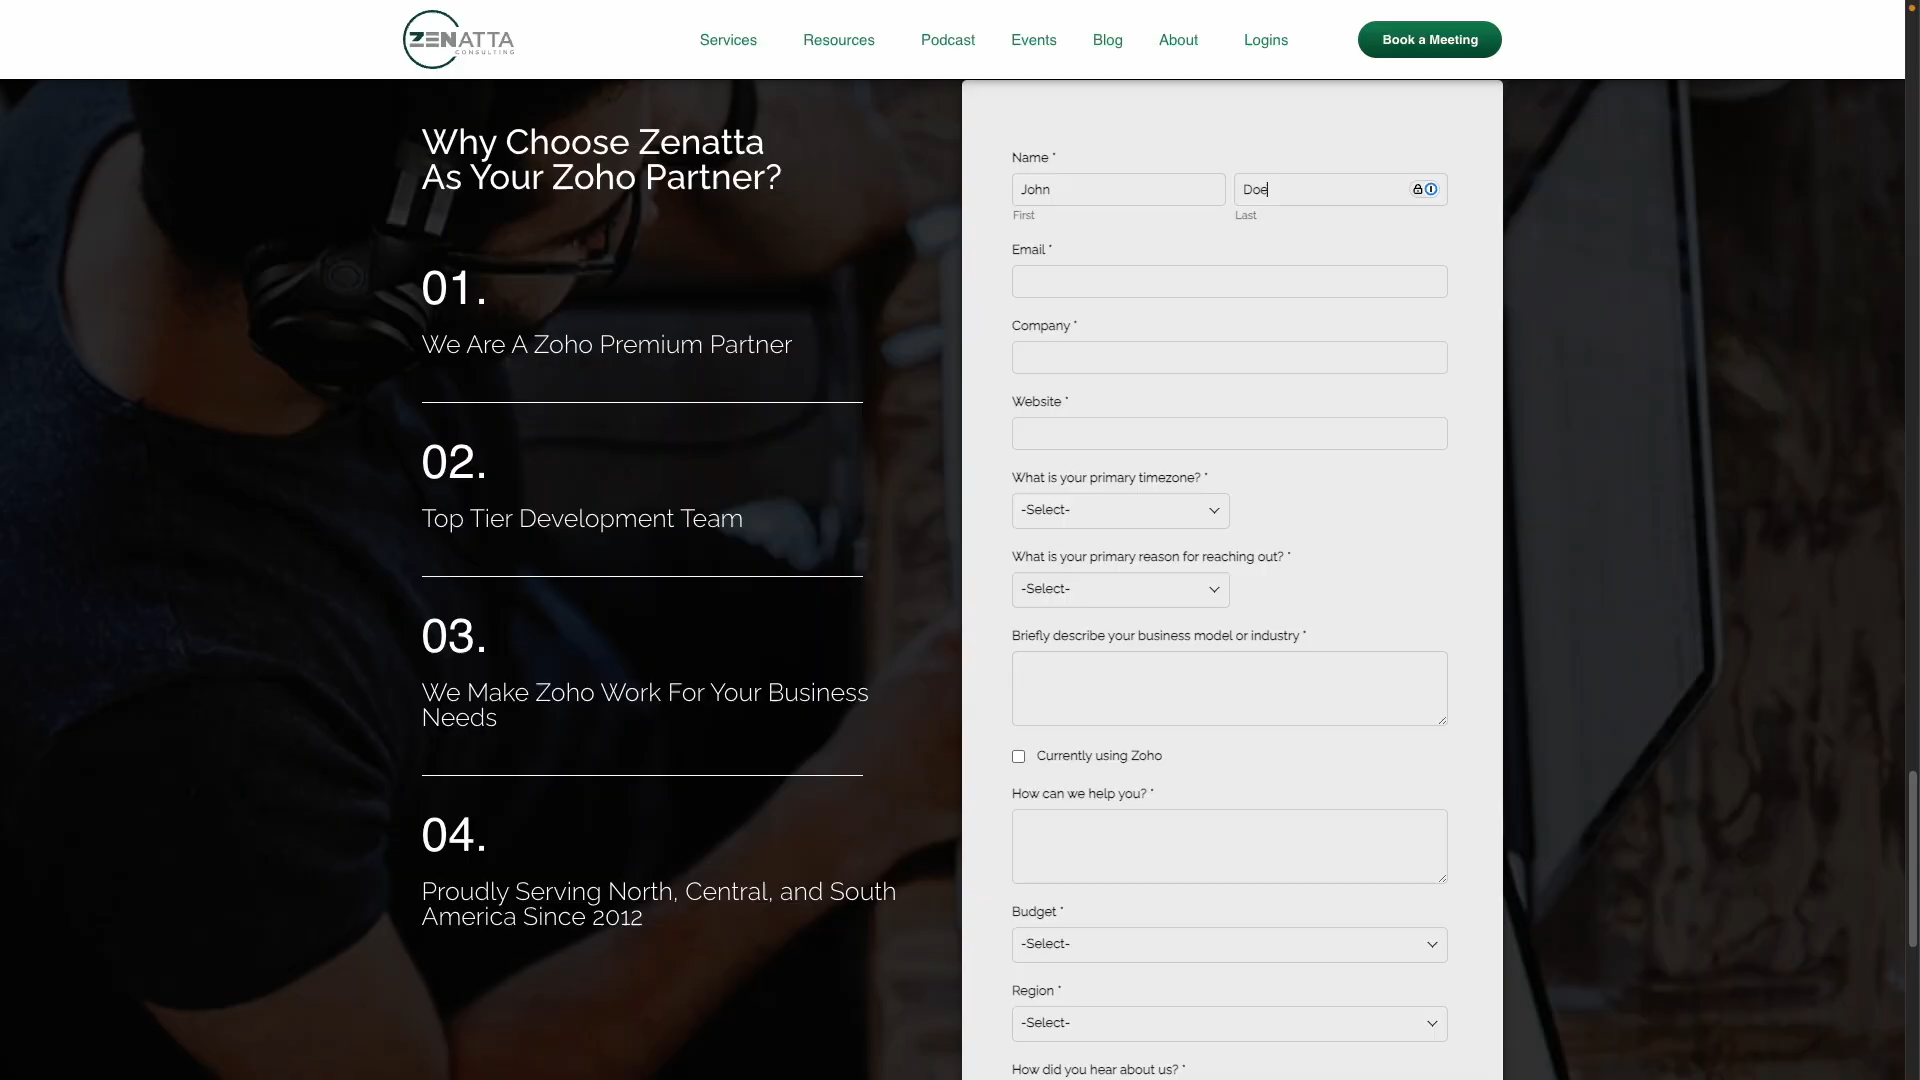 ZENATTA
CONSULTING
Services
Resources
Podcast
Events
Blog
About
Logins
Book a Meeting
Why Choose Zenatta
As Your Zoho Partner?
01.
We Are A Zoho Premium Partner
02.
Top Tier Development Team
03.
We Make Zoho Work For Your Business
Needs
04.
Proudly Serving North, Central, and South
America Since 2012
Name *
John
Doe
First
Last
Email *
Company *
Website *
What is your primary timezone? *
-Select-
What is your primary reason for reaching out? *
-Select-
Briefly describe your business model or industry *
Currently using Zoho
How can we help you? *
Budget *
-Select-
Region *
-Select-
How did you hear about us? *